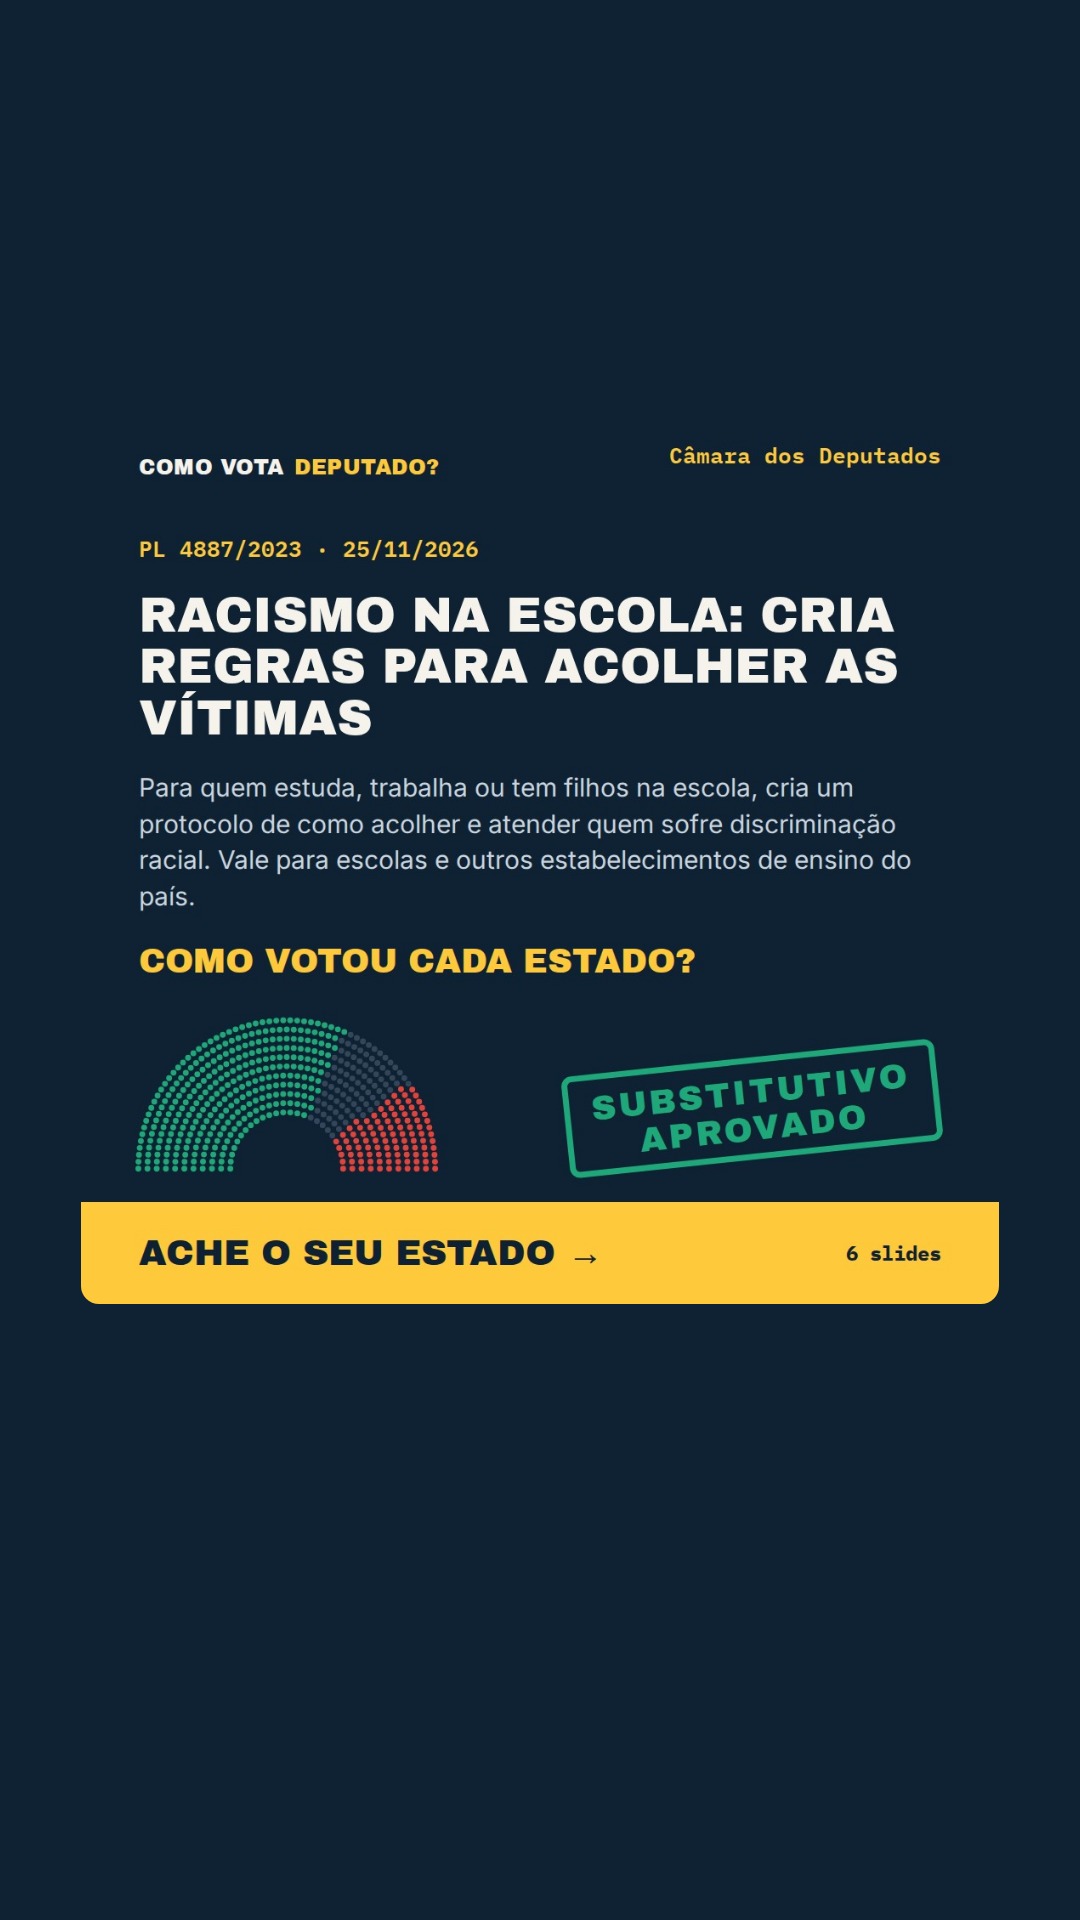 COMO VOTA DEPUTADO?
Câmara dos Deputados
PL 4887/2023 · 25/11/2026
RACISMO NA ESCOLA: CRIA
REGRAS PARA ACOLHER AS
VÍTIMAS
Para quem estuda, trabalha ou tem filhos na escola, cria um
protocolo de como acolher e atender quem sofre discriminação
racial. Vale para escolas e outros estabelecimentos de ensino do
país.
COMO VOTOU CADA ESTADO?
SUBSTITUTIVO
APROVADO
ACHE O SEU ESTADO →
6 slides